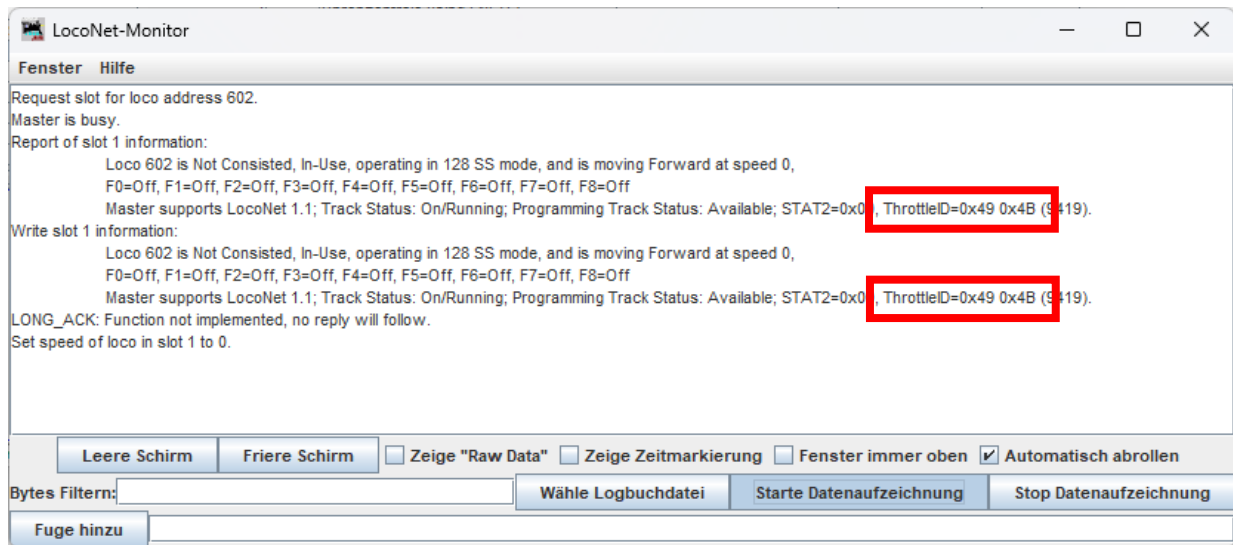 LocoNet-Monitor
Fenster Hilfe
Request slot for loco address 602.
Master is busy.
Report of slot 1 information:
Loco 602 is Not Consisted, In-Use, operating in 128 SS mode, and is moving Forward at speed 0,
F0=Off, F1=Off, F2=Off, F3=Off, F4=Off, F5=Off, F6=Off, F7=Off, F8=Off
Master supports LocoNet 1.1; Track Status: On/Running; Programming Track Status: Available; ThrottleID=0x49 0x4B
Write slot 1 information:
Loco 602 is Not Consisted, In-Use, operating in 128 SS mode, and is moving Forward at speed 0,
F0=Off, F1=Off, F2=Off, F3=Off, F4=Off, F5=Off, F6=Off, F7=Off, F8=Off
Master supports LocoNet 1.1; Track Status: On/Running; Programming Track Status: Available; ThrottleID=0x49 0x4B
LONG_ACK: Function not implemented, no reply will follow.
Set speed of loco in slot 1 to 0.
Leere Schirm Friere Schirm Zeige "Raw Data" Zeige Zeitmarkierung Fenster immer oben Automatisch abrollen
Bytes Filtern: Wähle Logbuchdatei Starte Datenaufzeichnung Stop Datenaufzeichnung
Fuge hinzu